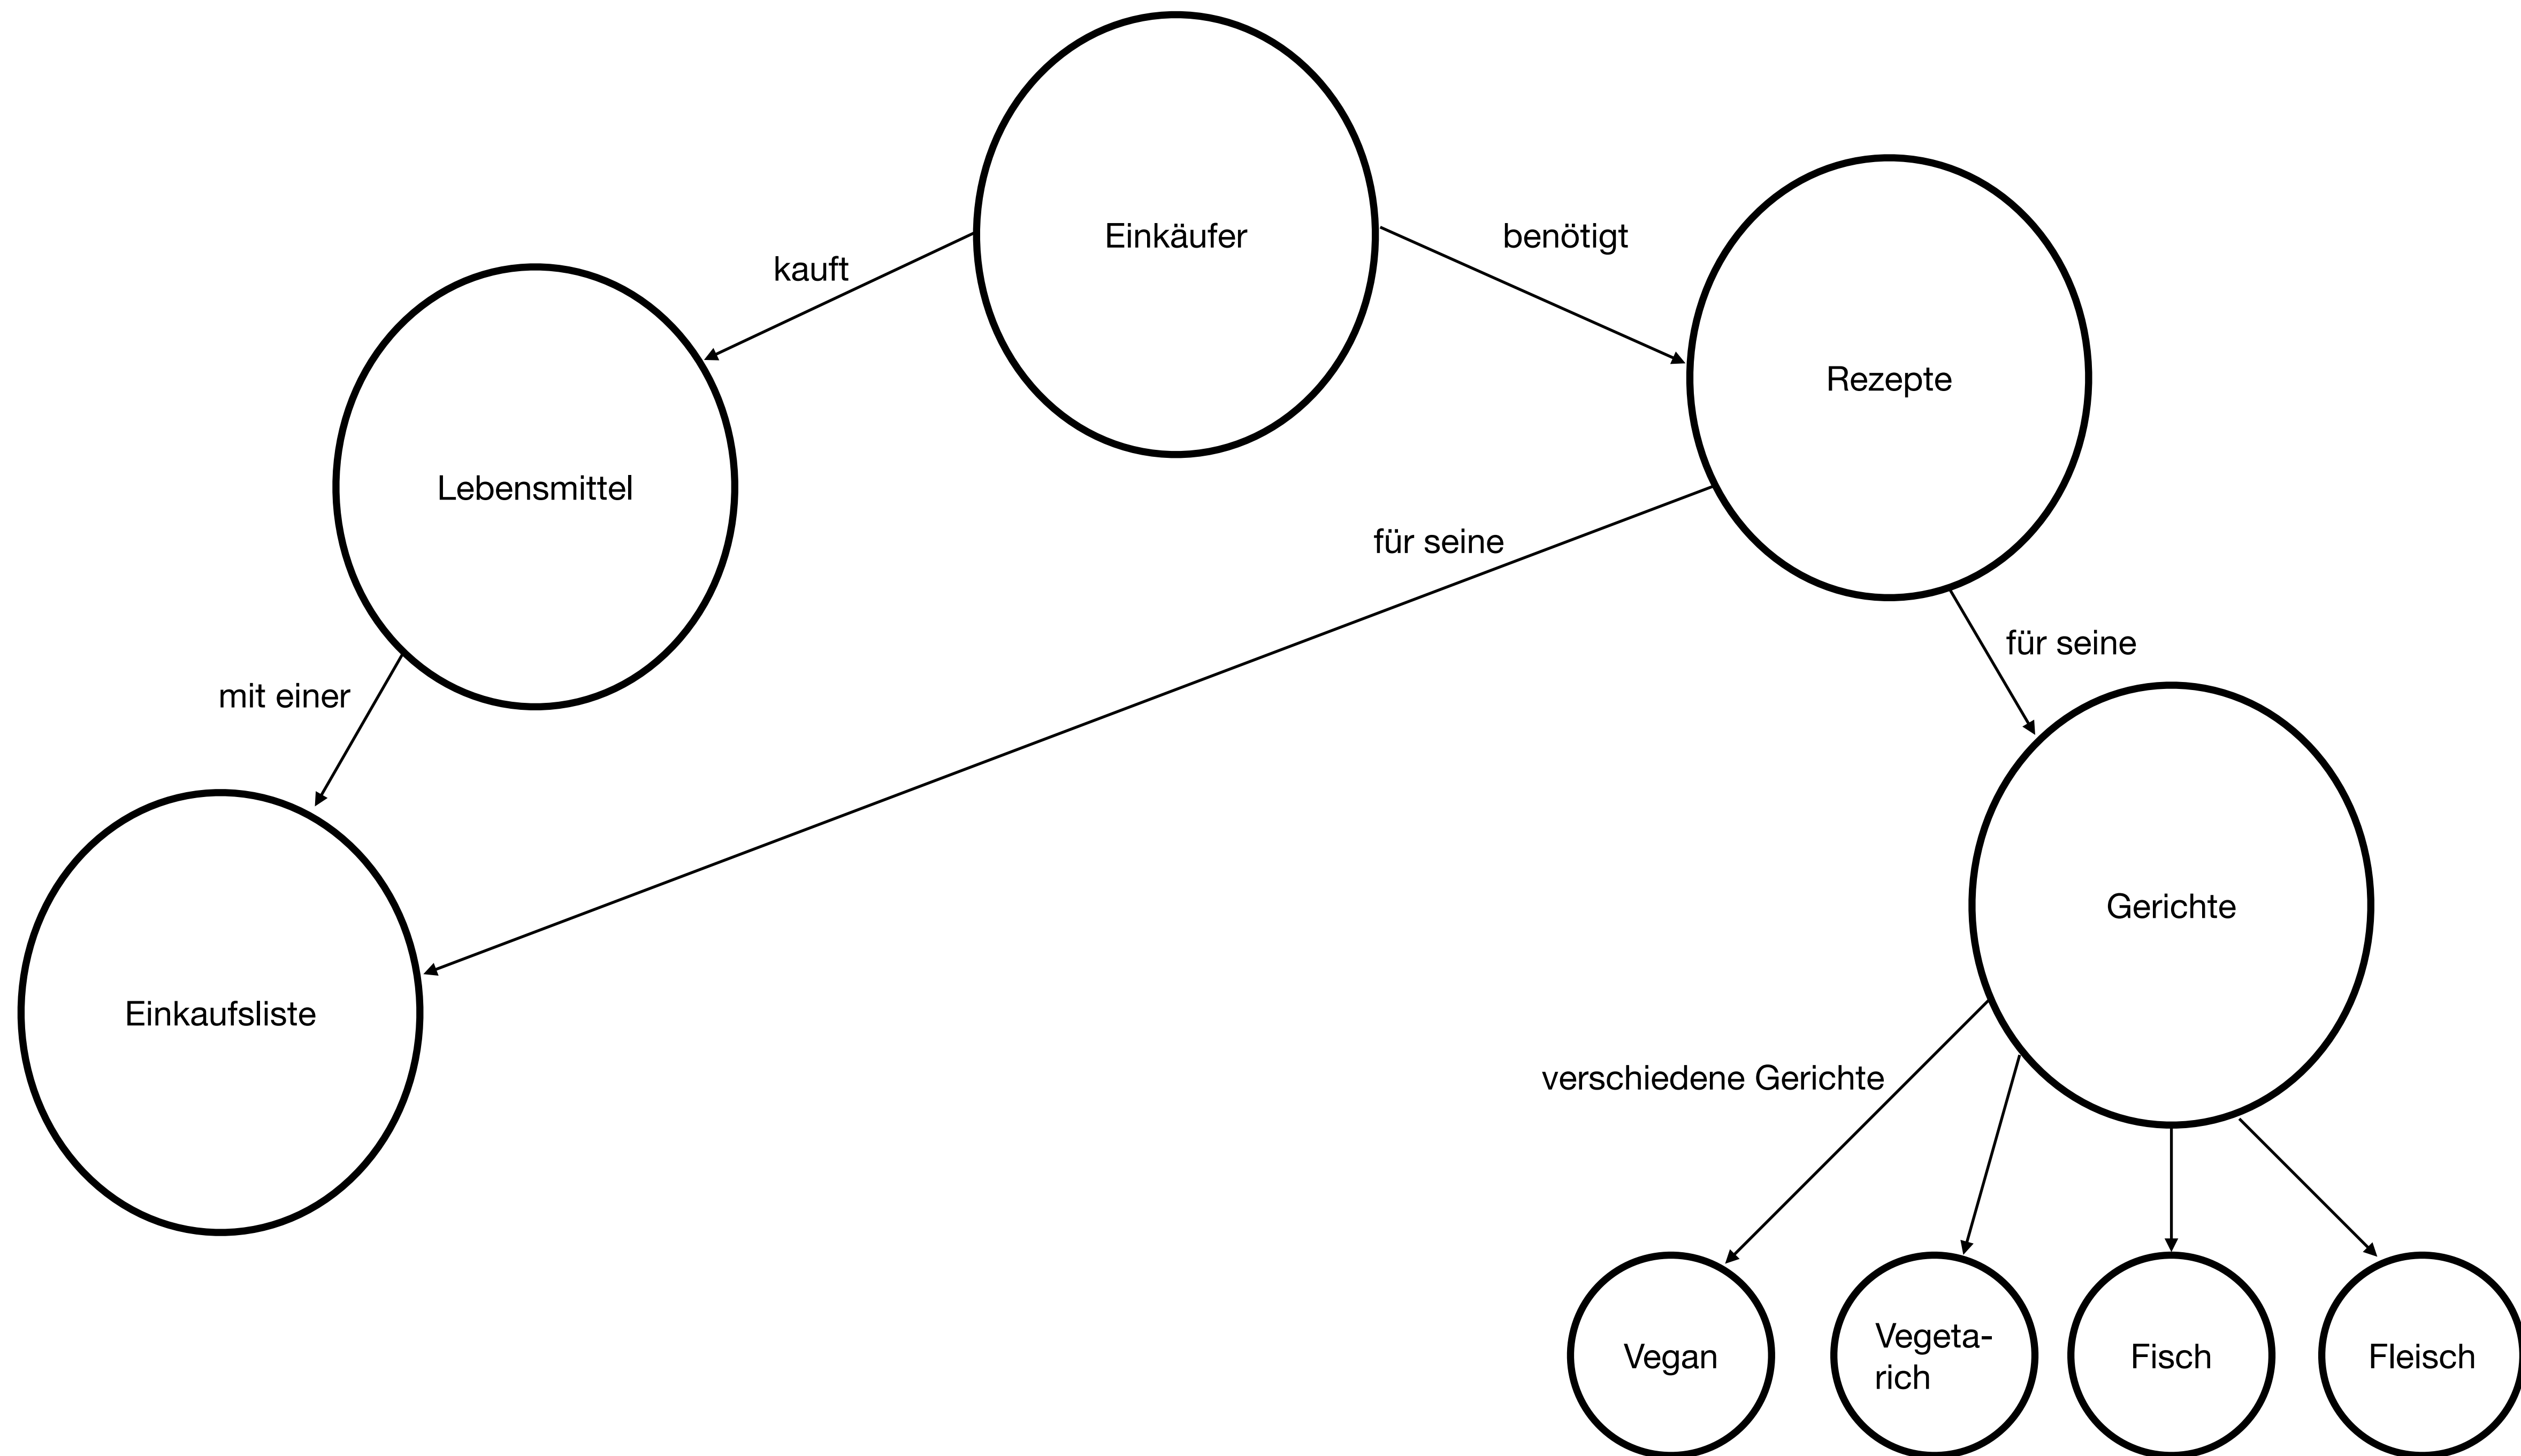 Einkäufer
kauft
benötigt
Rezepte
Lebensmittel
für seine
für seine
mit einer
Gerichte
Einkaufsliste
verschiedene Gerichte
Vegan
Vegeta-
rich
Fisch
Fleisch